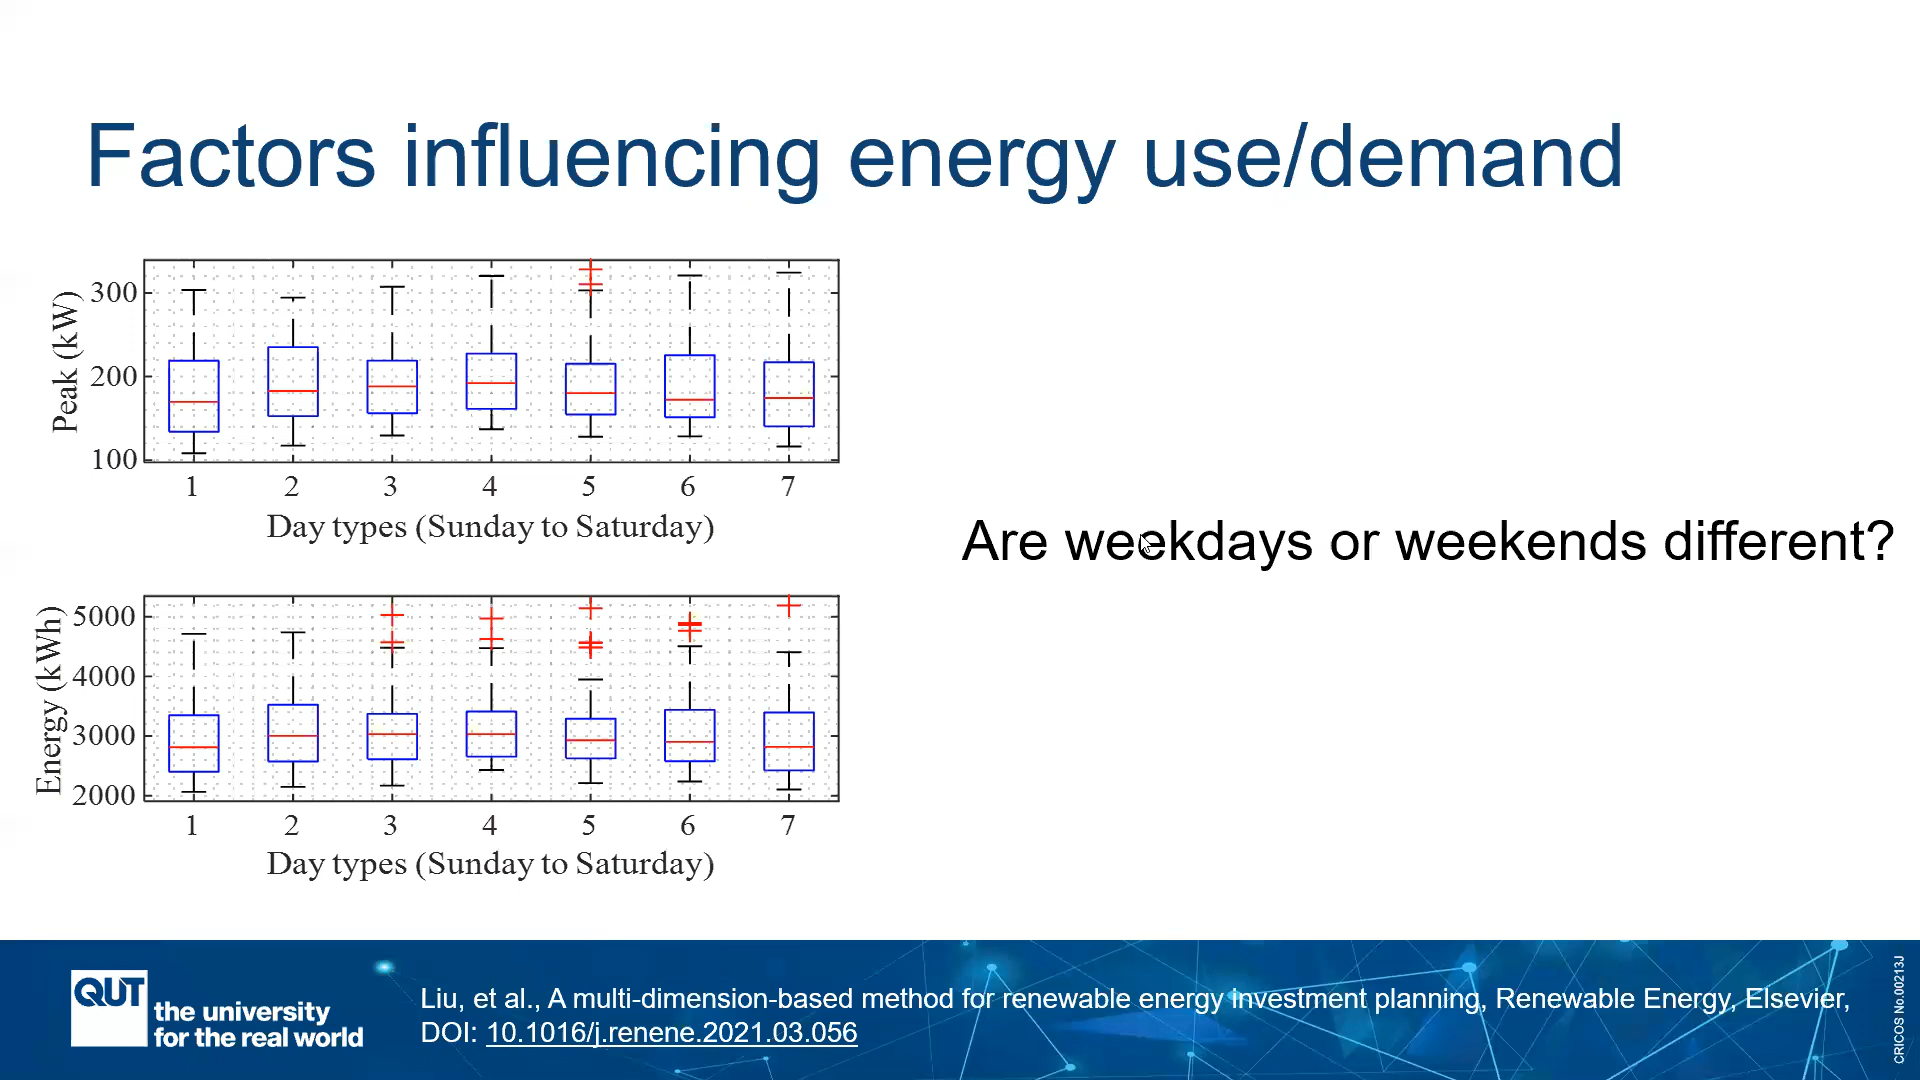 Factors influencing energy use/demand
Peak (kW)
300
200
100
1 2 3 4 5 6 7
Day types (Sunday to Saturday)
Are weekdays or weekends different?
Energy (kWh)
5000
4000
3000
2000
1 2 3 4 5 6 7
Day types (Sunday to Saturday)
QUT
the university
for the real world
Liu, et al., A multi-dimension-based method for renewable energy investment planning, Renewable Energy, Elsevier,
DOI: 10.1016/j.renene.2021.03.056
CRICOS No.00213J